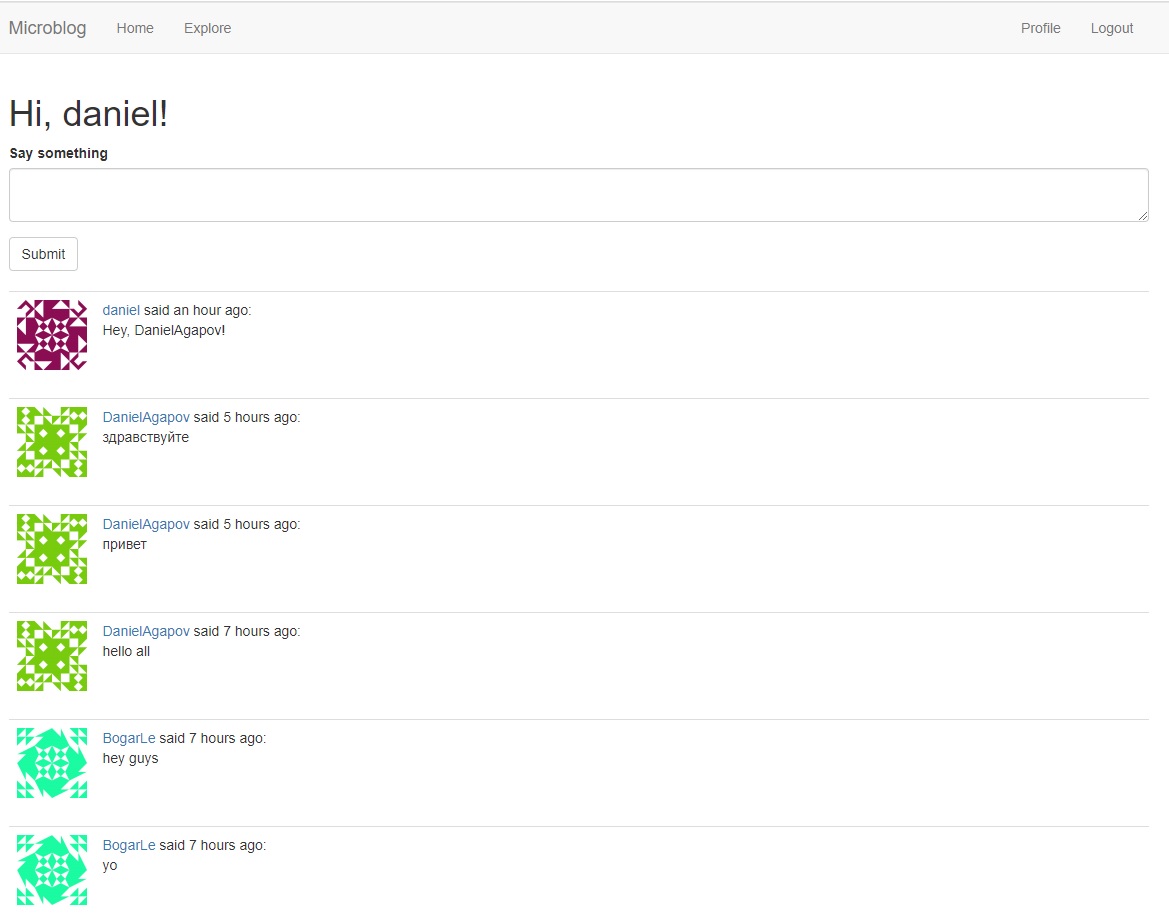 Microblog Home Explore Profile Logout
Hi, daniel!
Say something
Submit
daniel said an hour ago:
Hey, DanielAgapov!
DanielAgapov said 5 hours ago:
здравствуйте
DanielAgapov said 5 hours ago:
привет
DanielAgapov said 7 hours ago:
hello all
BogarLe said 7 hours ago:
hey guys
BogarLe said 7 hours ago:
yo